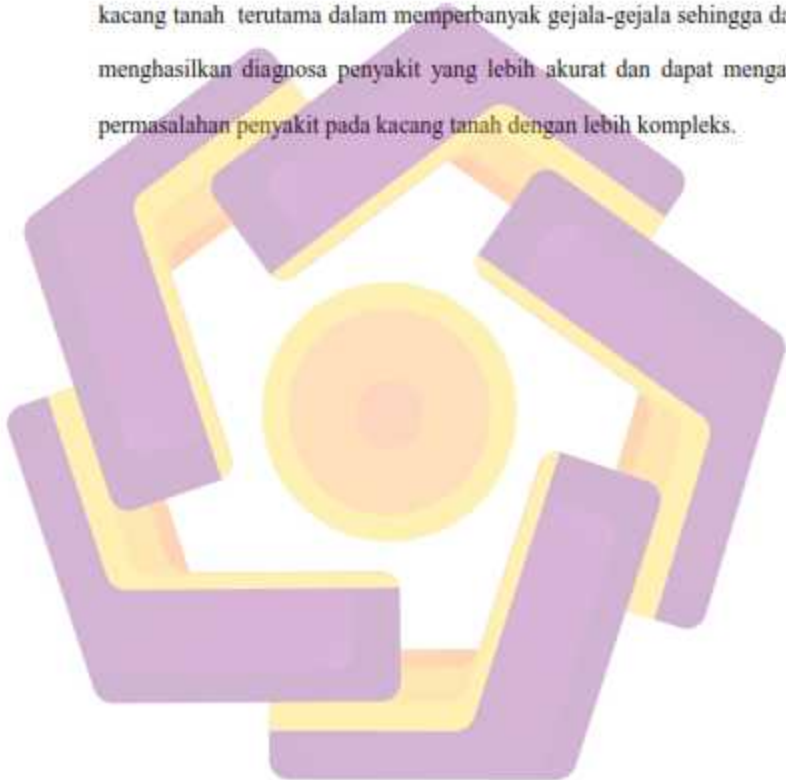 kacang tanah terutama dalam memperbanyak gejala-gejala sehingga
menghasilkan diagnosa penyakit yang lebih akurat dan dapat
permasalahan penyakit pada kacang tanah dengan lebih kompleks.